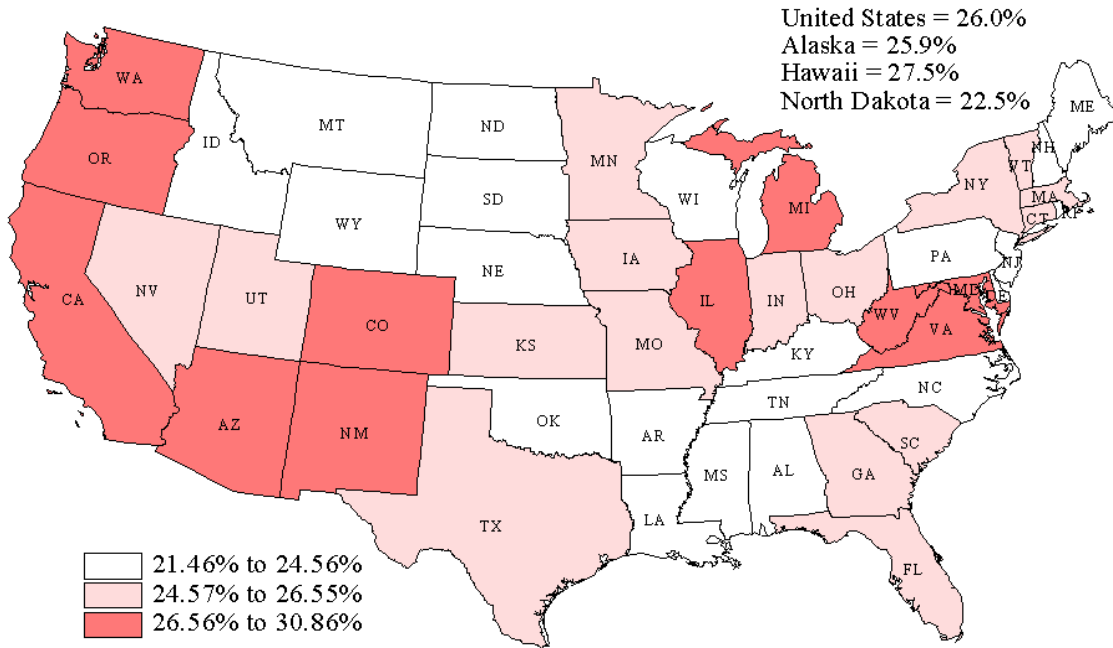 United States = 26.0%
Alaska = 25.9%
Hawaii = 27.5%
North Dakota = 22.5%
WA
MT
ND
ME
OR
ID
MN
NH
VT
NY
SD
WI
MI
MA
WY
CT
RI
IA
PA
NE
NJ
NV
UT
CA
IL
IN
OH
MD
DE
CO
WV
VA
KS
MO
KY
NC
TN
AZ
NM
OK
AR
SC
MS
AL
GA
TX
LA
FL
21.46% to 24.56%
24.57% to 26.55%
26.56% to 30.86%